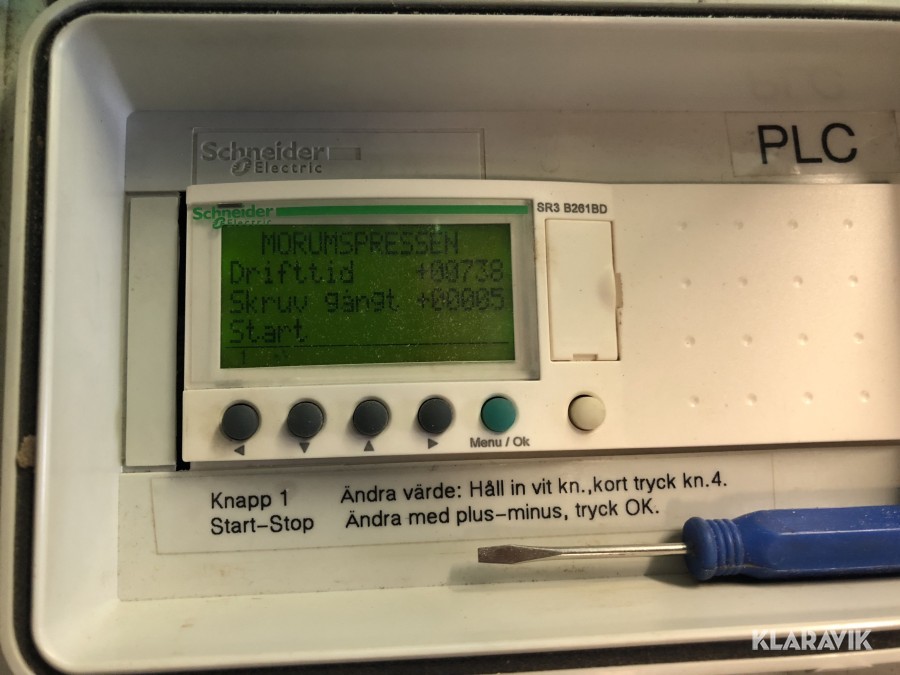 PLC
Schneider
Electric
Schneider
Electric
SR3 B261BD
MORUMSPRESSEN
Drifttid +00738
Skruv gångt +00005
Start
Menu / Ok
Knapp 1 Ändra värde: Håll in vit kn.,kort tryck kn.4.
Start-Stop Ändra med plus-minus, tryck OK.
KLARAVIK